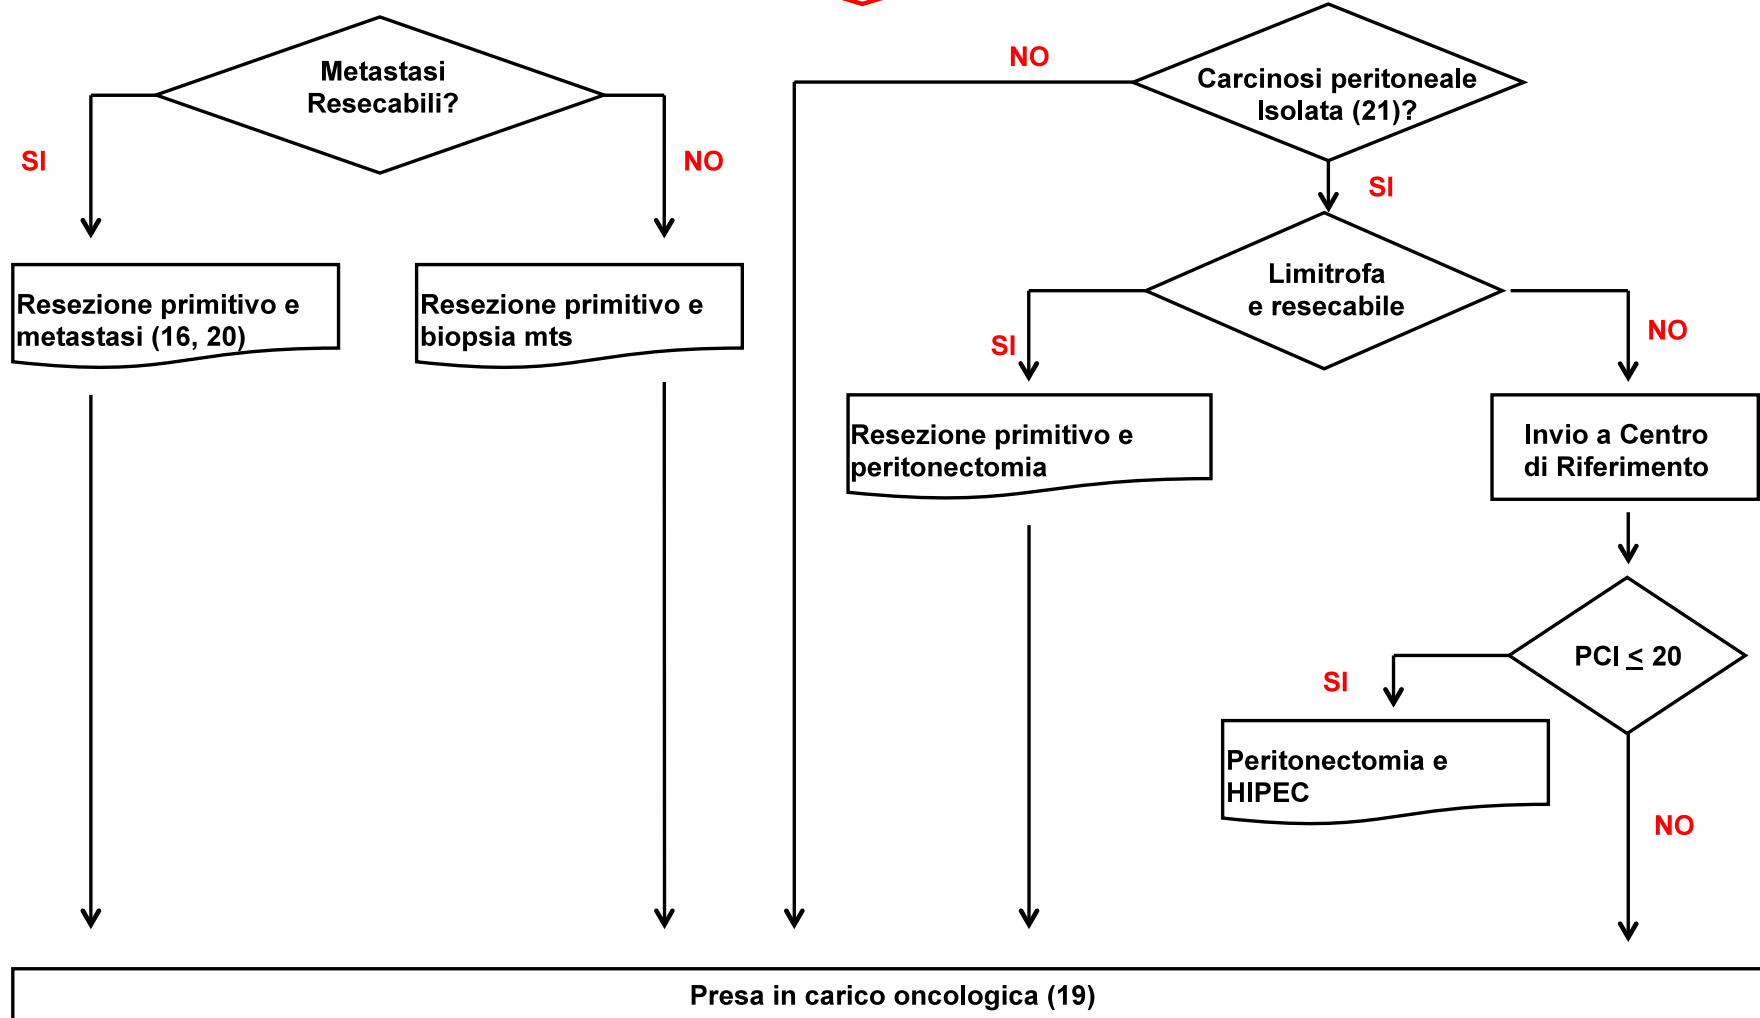 Metastasi
Resecabili?
SI
NO
Resezione primitivo e
metastasi (16, 20)
Resezione primitivo e
biopsia mts
NO
Carcinosi peritoneale
Isolata (21)?
SI
Limitrofa
e resecabile
SI
NO
Resezione primitivo e
peritonectomia
Invio a Centro
di Riferimento
PCI ≤ 20
SI
Peritonectomia e
HIPEC
NO
Presa in carico oncologica (19)